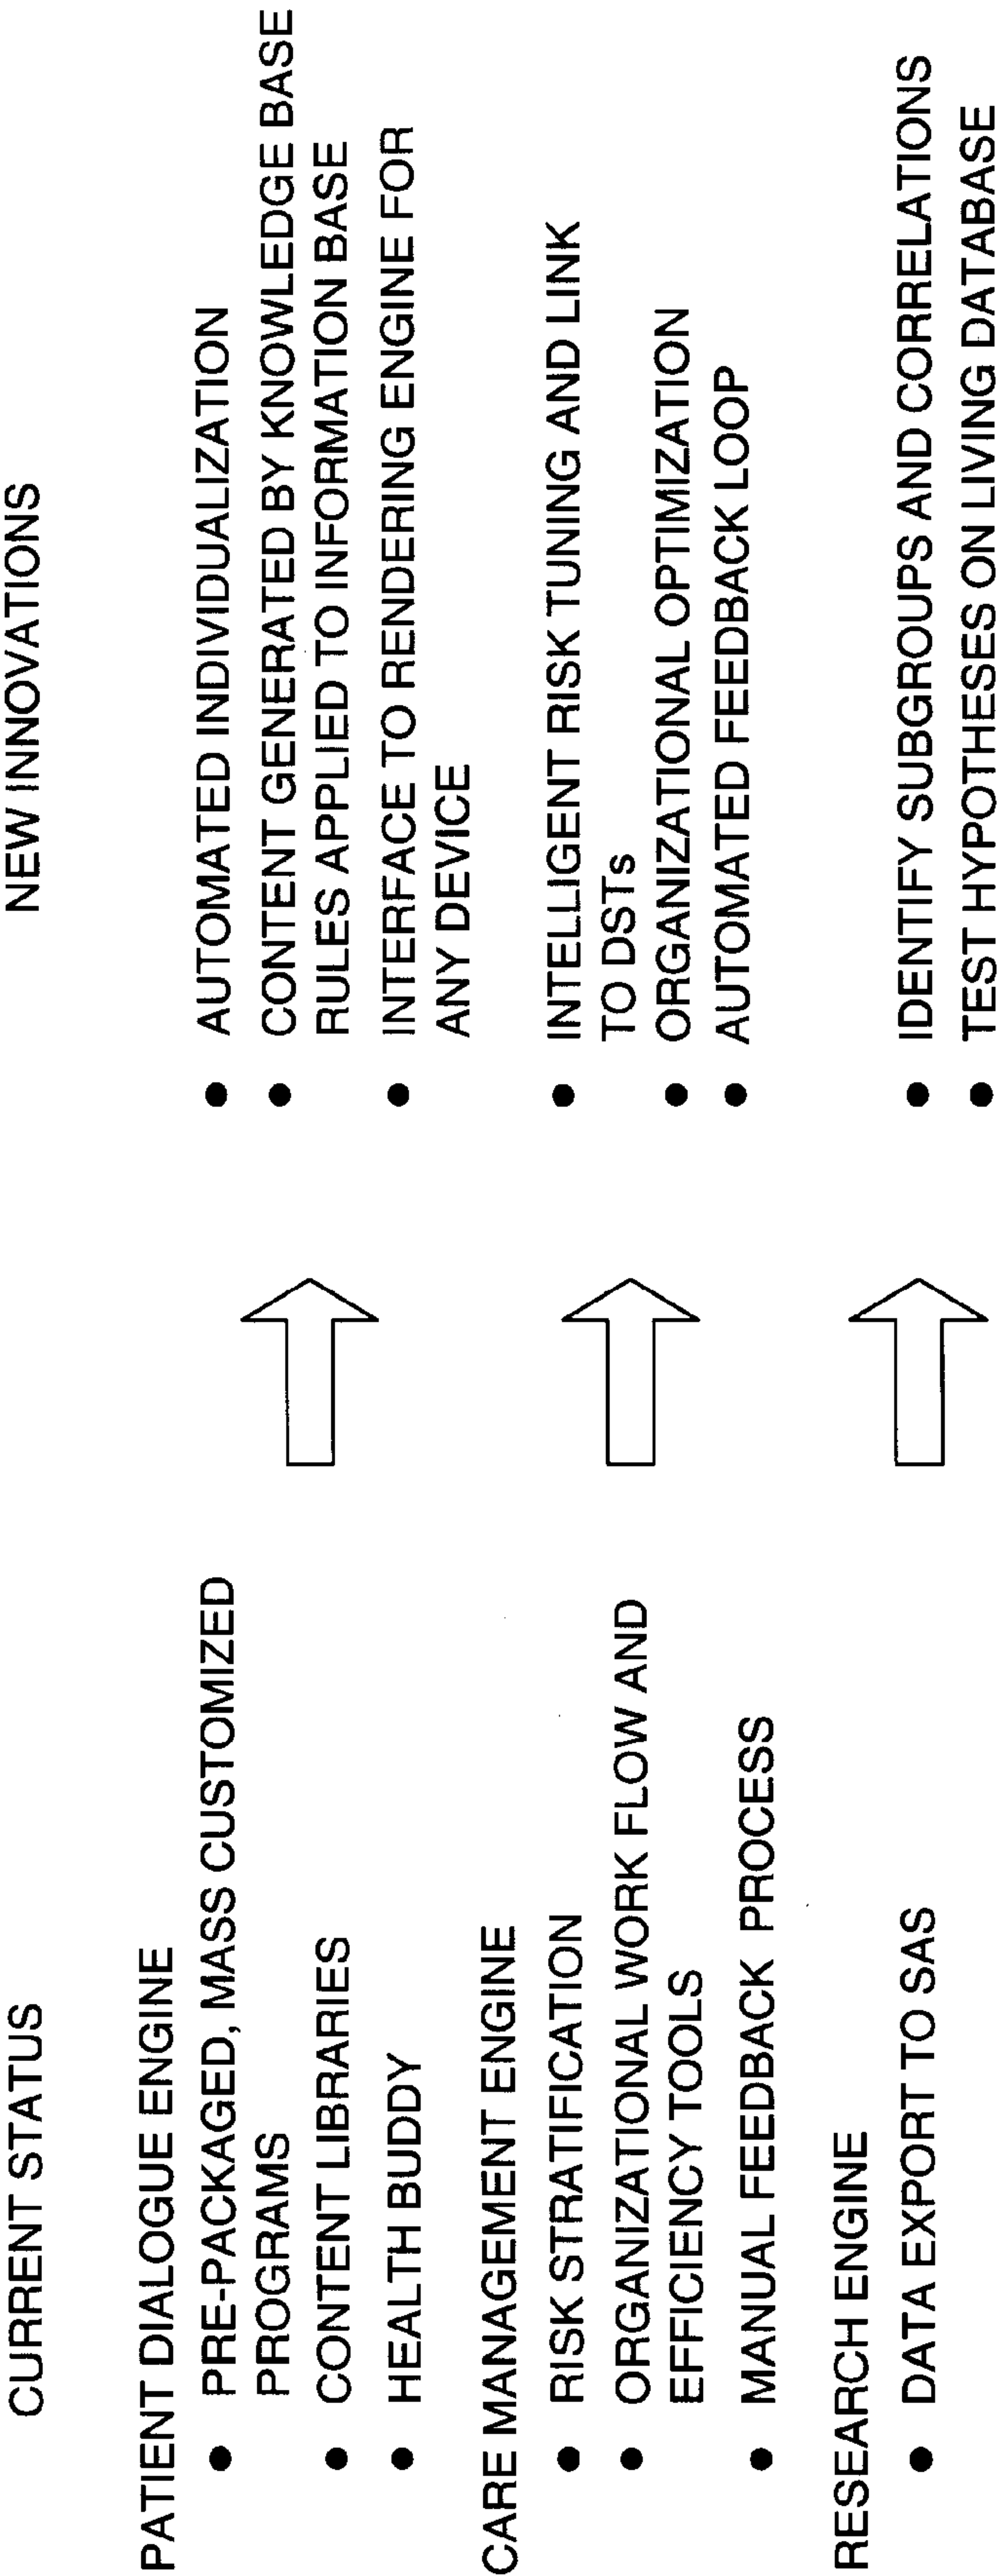 CURRENT STATUS
PATIENT DIALOGUE ENGINE
• PRE-PACKAGED, MASS CUSTOMIZED
PROGRAMS
• CONTENT LIBRARIES
• HEALTH BUDDY
CARE MANAGEMENT ENGINE
• RISK STRATIFICATION
• ORGANIZATIONAL WORK FLOW AND
EFFICIENCY TOOLS
• MANUAL FEEDBACK PROCESS
RESEARCH ENGINE
• DATA EXPORT TO SAS
NEW INNOVATIONS
• AUTOMATED INDIVIDUALIZATION
• CONTENT GENERATED BY KNOWLEDGE BASE
RULES APPLIED TO INFORMATION BASE
• INTERFACE TO RENDERING ENGINE FOR
ANY DEVICE
• INTELLIGENT RISK TUNING AND LINK
TO DSTs
• ORGANIZATIONAL OPTIMIZATION
• AUTOMATED FEEDBACK LOOP
• IDENTIFY SUBGROUPS AND CORRELATIONS
• TEST HYPOTHESES ON LIVING DATABASE